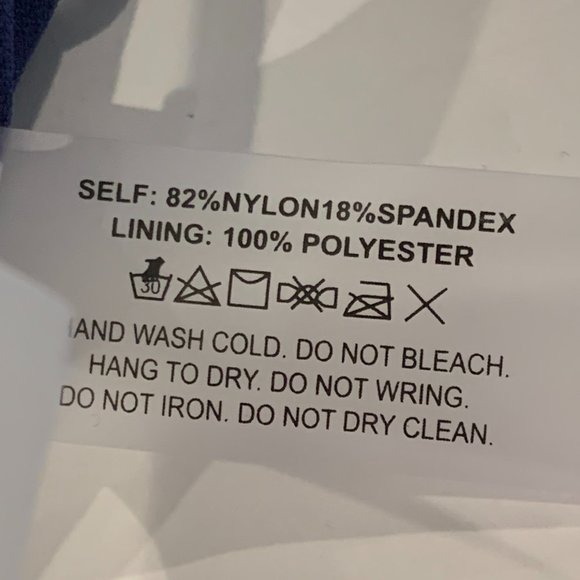 SELF: 82%NYLON18%SPANDEX
LINING: 100% POLYESTER
30
AND WASH COLD. DO NOT BLEACH.
HANG TO DRY. DO NOT WRING.
DO NOT IRON. DO NOT DRY CLEAN.